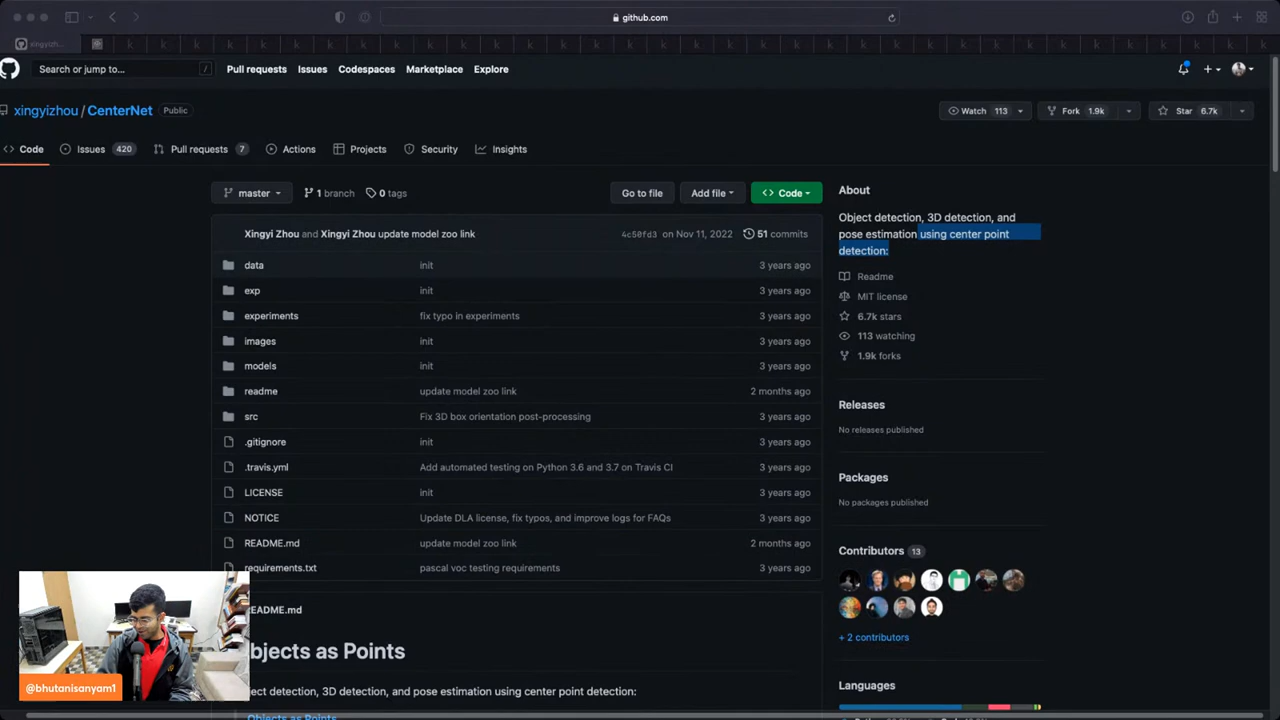 github.com
xingyizh...
Search or jump to... /
Pull requests Issues Codespaces Marketplace Explore
xingyizhou / CenterNet Public
Watch 113 Fork 1.9k Star 6.7k
Code Issues 420 Pull requests 7 Actions Projects Security Insights
master 1 branch 0 tags Go to file Add file Code
Xingyi Zhou and Xingyi Zhou update model zoo link 4c50fd3 on Nov 11, 2022 51 commits
data init 3 years ago
exp init 3 years ago
experiments fix typo in experiments 3 years ago
images init 3 years ago
models init 3 years ago
readme update model zoo link 2 months ago
src Fix 3D box orientation post-processing 3 years ago
.gitignore init 3 years ago
.travis.yml Add automated testing on Python 3.6 and 3.7 on Travis CI 3 years ago
LICENSE init 3 years ago
NOTICE Update DLA license, fix typos, and improve logs for FAQs 3 years ago
README.md update model zoo link 2 months ago
requirements.txt pascal voc testing requirements 3 years ago
EADME.md
bjects as Points
ect detection, 3D detection, and pose estimation using center point detection:
Objects as Points
About
Object detection, 3D detection, and
pose estimation using center point
detection:
Readme
MIT license
6.7k stars
113 watching
1.9k forks
Releases
No releases published
Packages
No packages published
Contributors 13
+ 2 contributors
Languages
@bhutanisanyam1